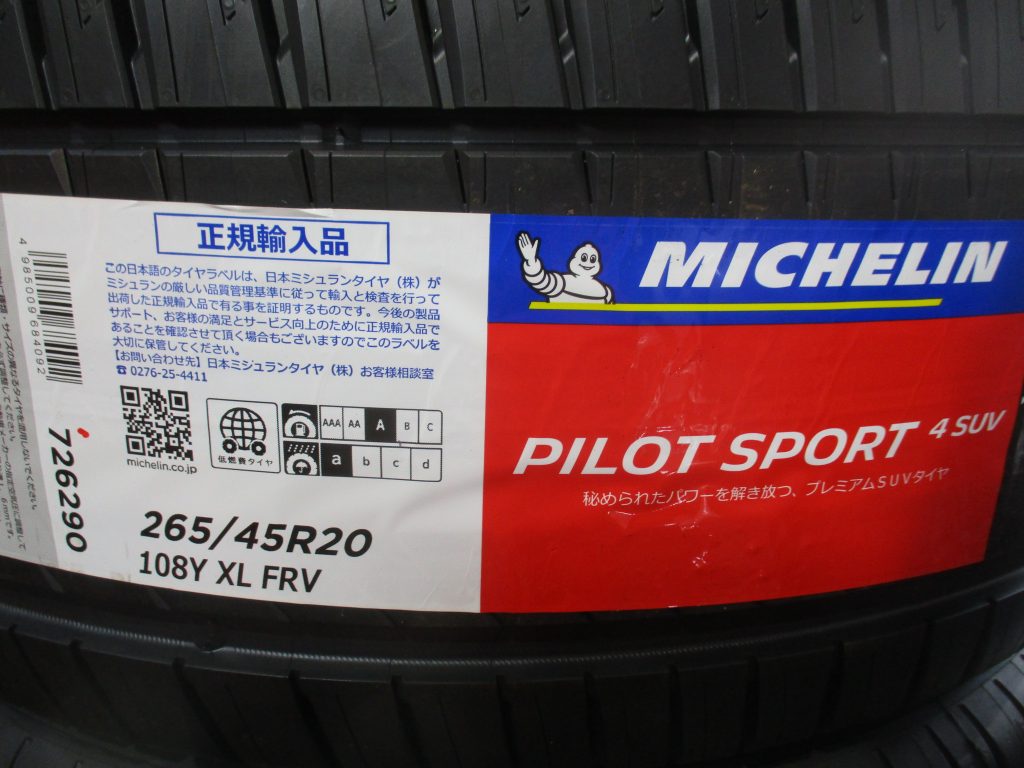 正規輸入品
この日本語のタイヤラベルは、日本ミシュランタイヤ（株）が
ミシュランの厳しい品質管理基準に従って輸入と検査を行って
出荷した正規輸入品で有る事を証明するものです。今後の製品
サポート、お客様の満足とサービス向上のために正規輸入品で
あることを確認させて頂く場合もございますのでこのラベルを
大切に保管してください。
【お問い合わせ先】日本ミシュランタイヤ（株）お客様相談室
☎ 0276-25-4411
4985009684092
michelin.co.jp
低燃費タイヤ
AAA AA A B C
a b c d
726290
265/45R20
108Y XL FRV
MICHELIN
PILOT SPORT 4 SUV
秘められたパワーを解き放つ、プレミアムSUVタイヤ